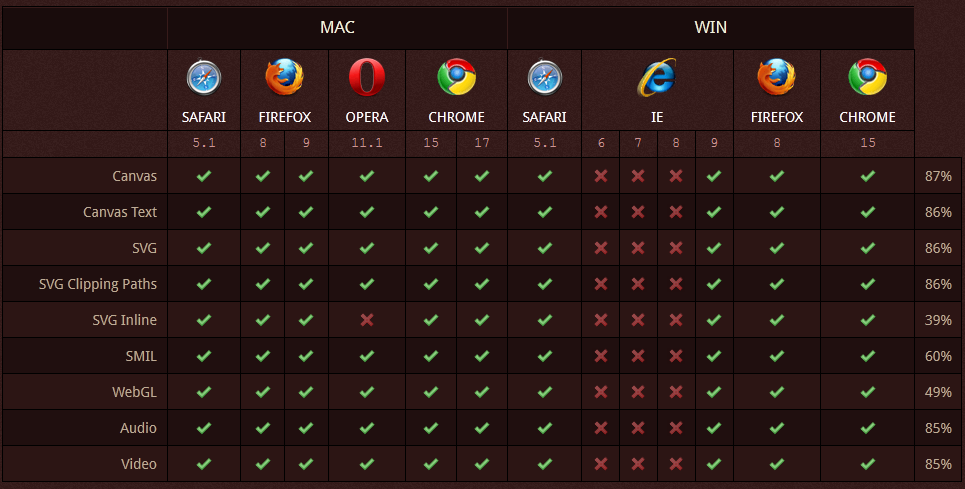 MAC WIN
SAFARI FIREFOX OPERA CHROME SAFARI IE FIREFOX CHROME
5.1 8 9 11.1 15 17 5.1 6 7 8 9 8 15
Canvas 87%
Canvas Text 86%
SVG 86%
SVG Clipping Paths 86%
SVG Inline 39%
SMIL 60%
WebGL 49%
Audio 85%
Video 85%